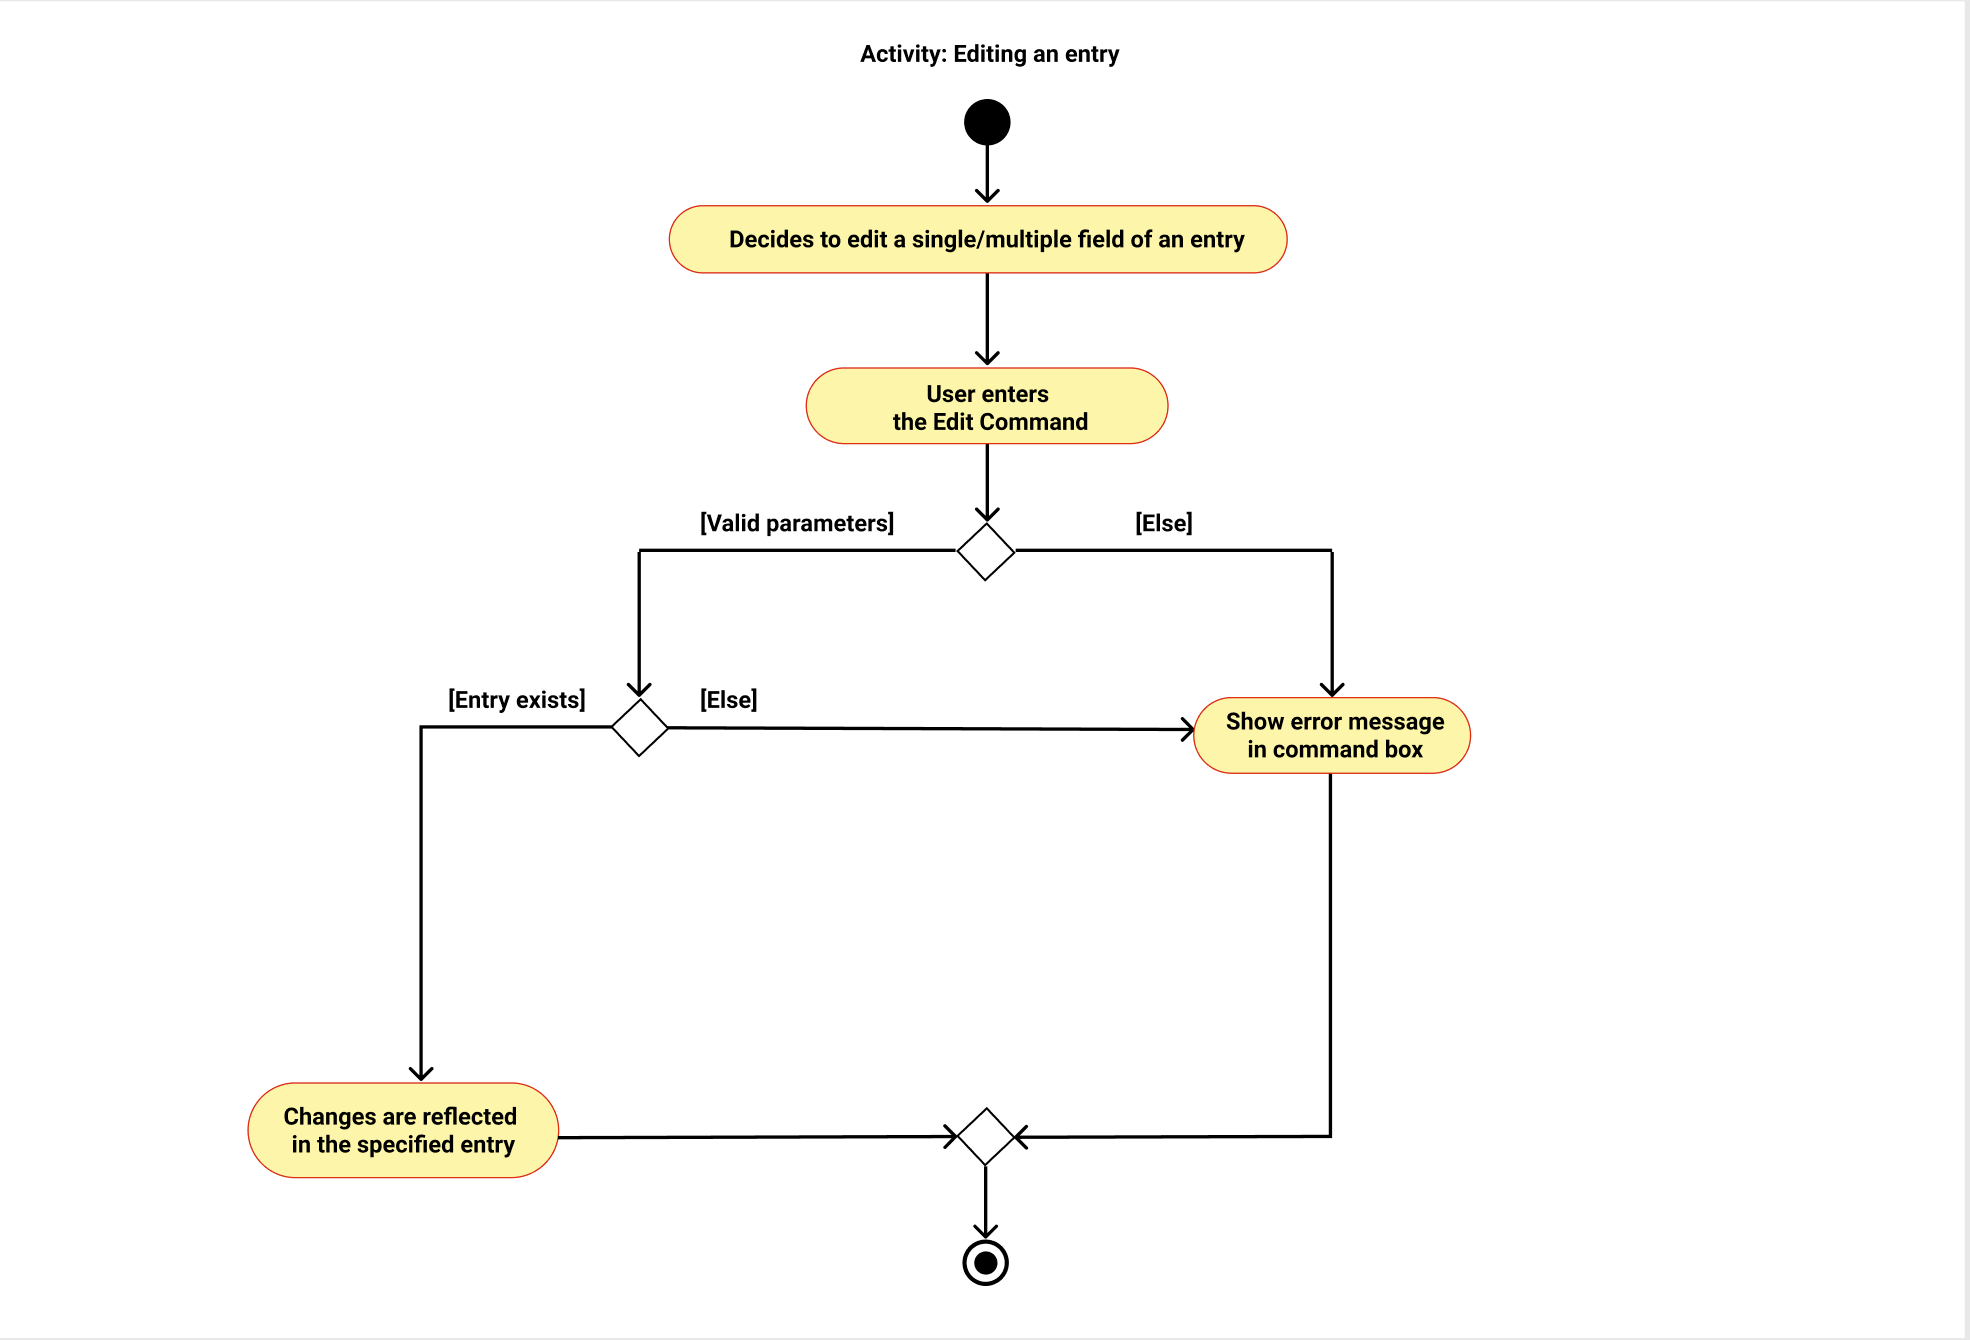 Activity: Editing an entry
Decides to edit a single/multiple field of an entry
User enters
the Edit Command
[Valid parameters]
[Else]
[Entry exists]
[Else]
Show error message
in command box
Changes are reflected
in the specified entry